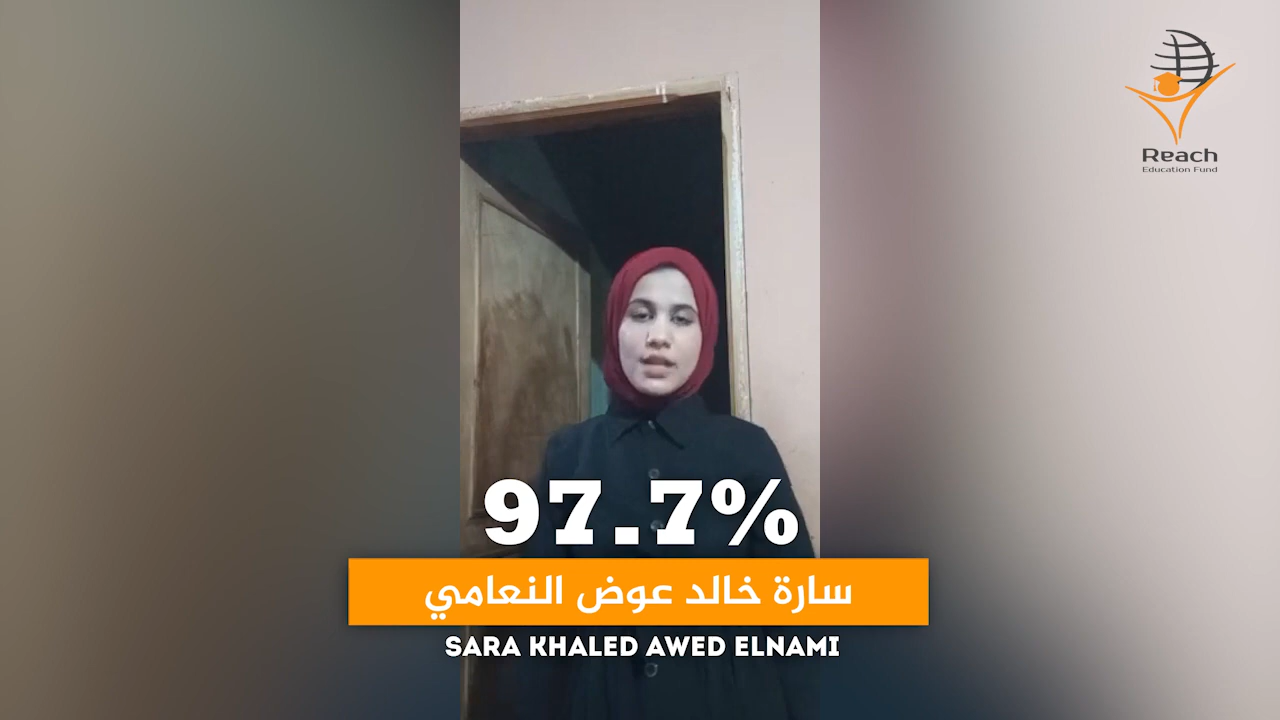 Reach
Education Fund
97.7%
سارة خالد عوض النعامي
SARA KHALED AWED ELNAMI